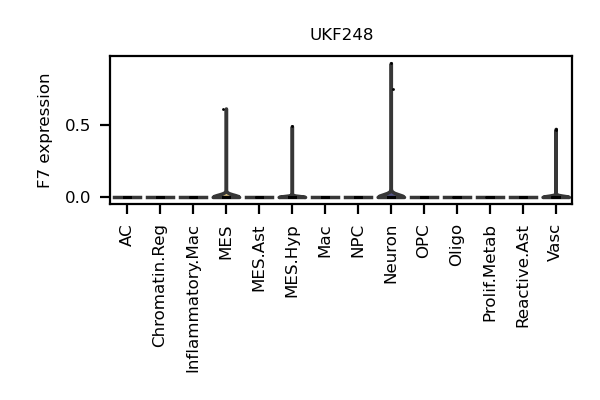 UKF248
F7 expression
0.5
0.0
AC
Chromatin.Reg
Inflammatory.Mac
MES
MES.Ast
MES.Hyp
Mac
NPC
Neuron
OPC
Oligo
Prolif.Metab
Reactive.Ast
Vasc